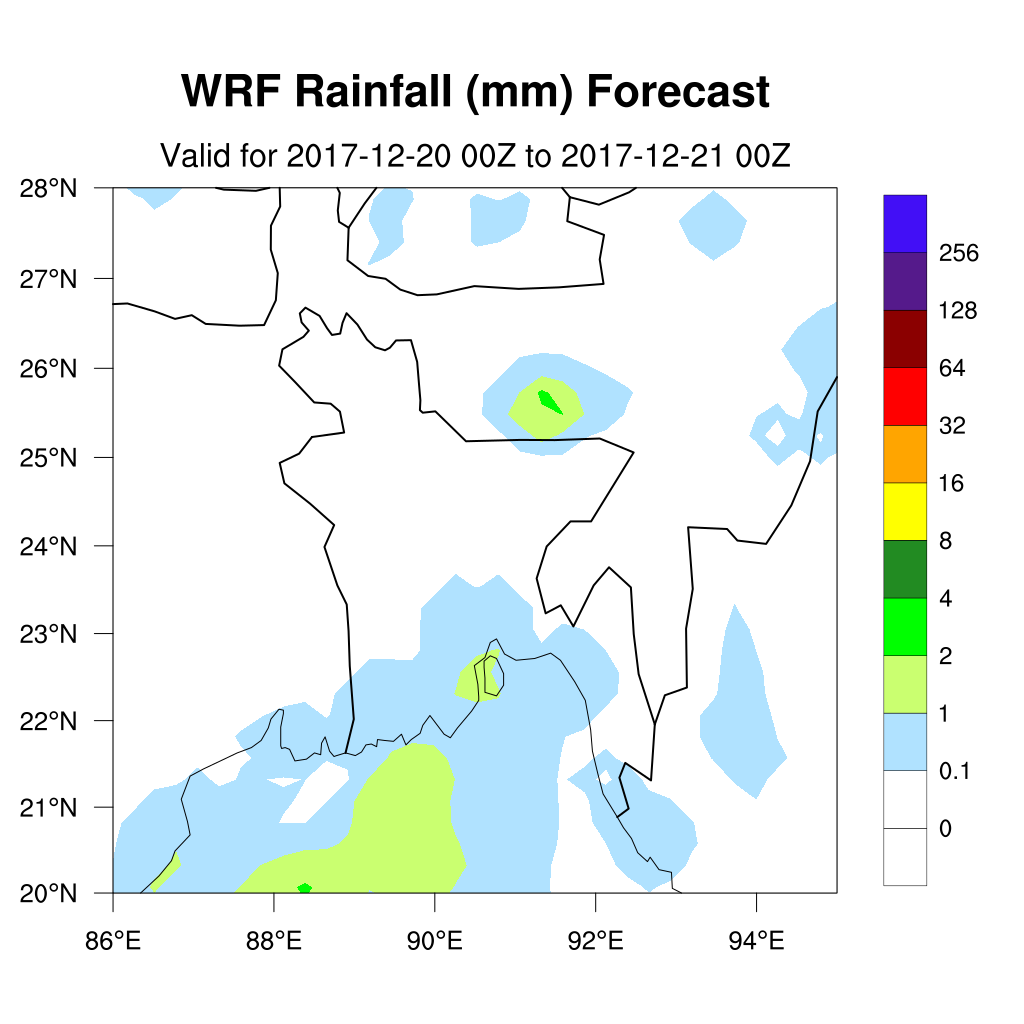 WRF Rainfall (mm) Forecast
Valid for 2017-12-20 00Z to 2017-12-21 00Z
28°N
27°N
26°N
25°N
24°N
23°N
22°N
21°N
20°N
86°E 88°E 90°E 92°E 94°E
256
128
64
32
16
8
4
2
1
0.1
0